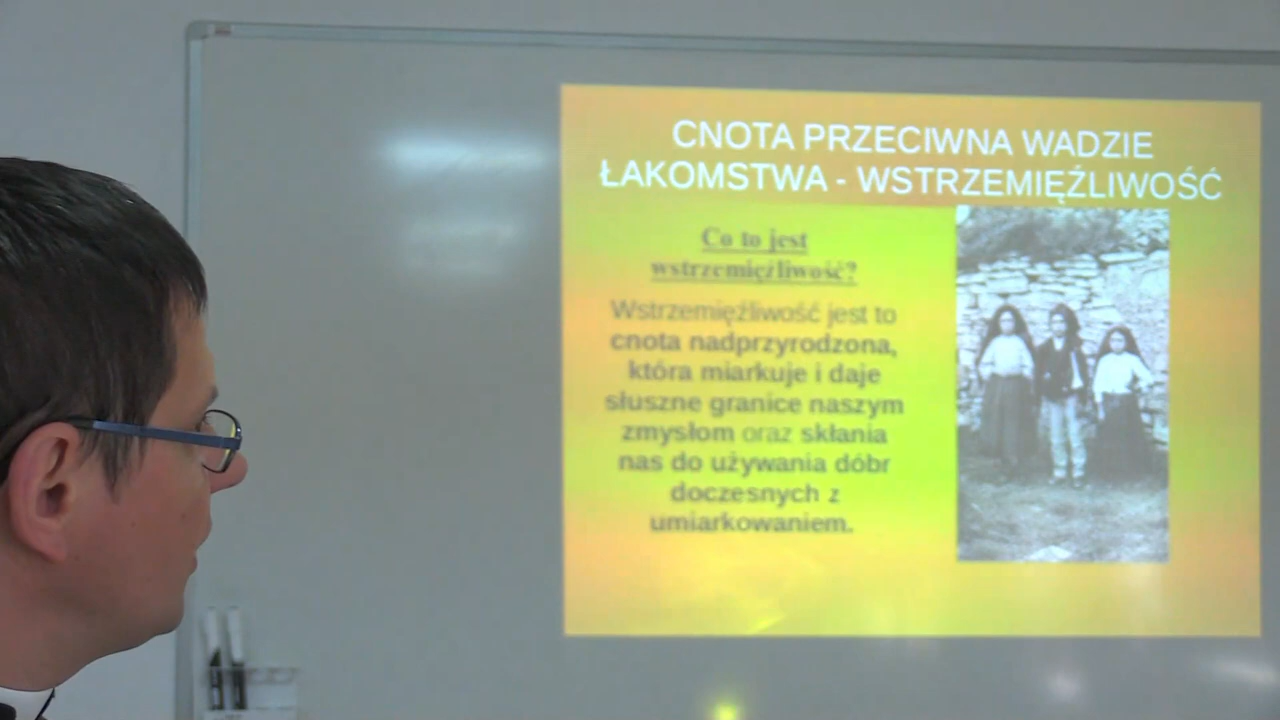 CNOTA PRZECIWNA WADZIE
ŁAKOMSTWA - WSTRZEMIĘŹLIWOŚĆ
Co to jest
wstrzemięźliwość?
Wstrzemięźliwość jest to
cnota nadprzyrodzona,
która miarkuje i daje
słuszne granice naszym
zmysłom oraz skłania
nas do używania dóbr
doczesnych z
umiarkowaniem.